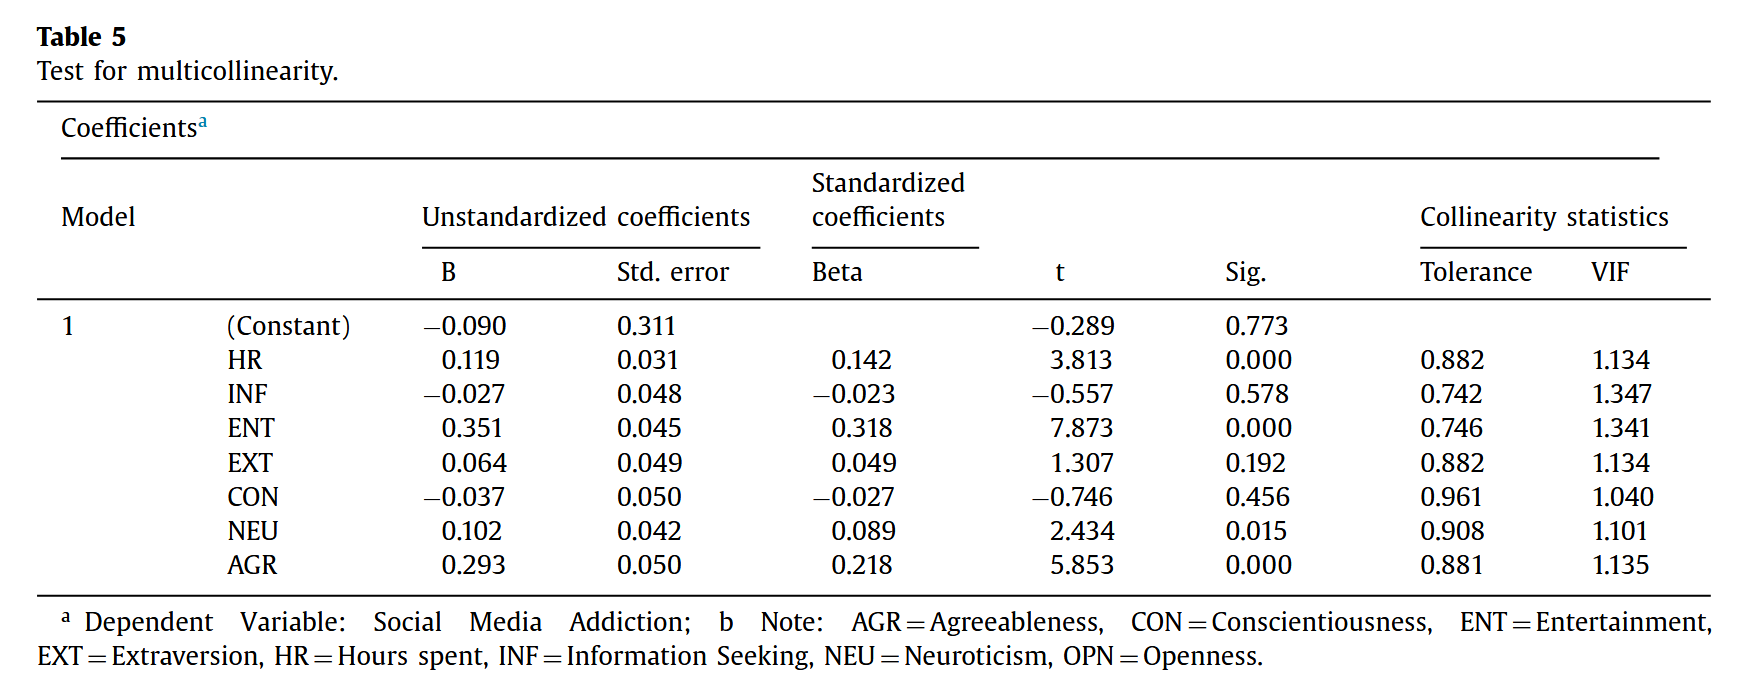 Table 5
Test for multicollinearity.
Coefficientsa
Model Unstandardized coefficients Standardized coefficients Collinearity statistics
B Std. error Beta t Sig. Tolerance VIF
1 (Constant) −0.090 0.311 −0.289 0.773
HR 0.119 0.031 0.142 3.813 0.000 0.882 1.134
INF −0.027 0.048 −0.023 −0.557 0.578 0.742 1.347
ENT 0.351 0.045 0.318 7.873 0.000 0.746 1.341
EXT 0.064 0.049 0.049 1.307 0.192 0.882 1.134
CON −0.037 0.050 −0.027 −0.746 0.456 0.961 1.040
NEU 0.102 0.042 0.089 2.434 0.015 0.908 1.101
AGR 0.293 0.050 0.218 5.853 0.000 0.881 1.135
a Dependent Variable: Social Media Addiction; b Note: AGR = Agreeableness, CON = Conscientiousness, ENT = Entertainment,
EXT = Extraversion, HR = Hours spent, INF = Information Seeking, NEU = Neuroticism, OPN = Openness.